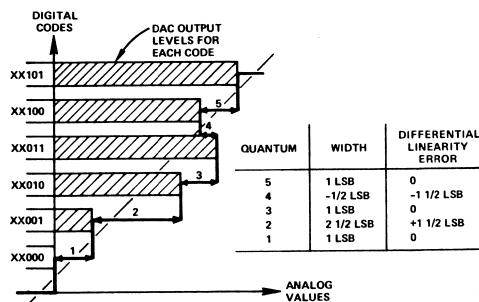 DIGITAL
CODES
DAC OUTPUT
LEVELS FOR
EACH CODE
XX101
XX100
XX011
XX010
XX001
XX000
5
4
3
2
1
ANALOG
VALUES
QUANTUM WIDTH DIFFERENTIAL LINEARITY ERROR
5 1 LSB 0
4 -1/2 LSB -1 1/2 LSB
3 1 LSB 0
2 2 1/2 LSB +1 1/2 LSB
1 1 LSB 0